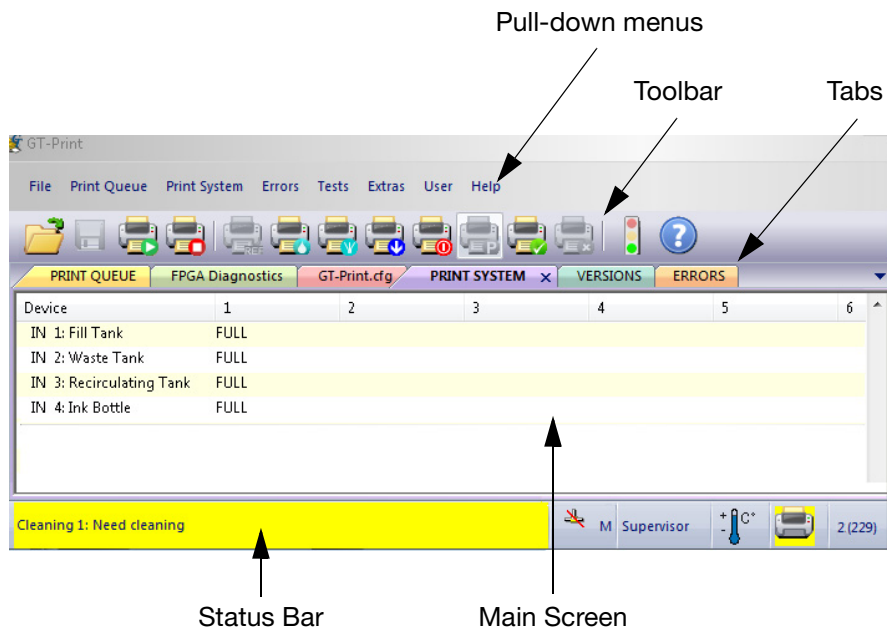 Pull-down menus
Toolbar Tabs
GT-Print
File Print Queue Print System Errors Tests Extras User Help
REF P
PRINT QUEUE FPGA Diagnostics GT-Print.cfg PRINT SYSTEM x VERSIONS ERRORS
Device 1 2 3 4 5 6
IN 1: Fill Tank FULL
IN 2: Waste Tank FULL
IN 3: Recirculating Tank FULL
IN 4: Ink Bottle FULL
Cleaning 1: Need cleaning M Supervisor + - C° 2 (229)
Status Bar Main Screen